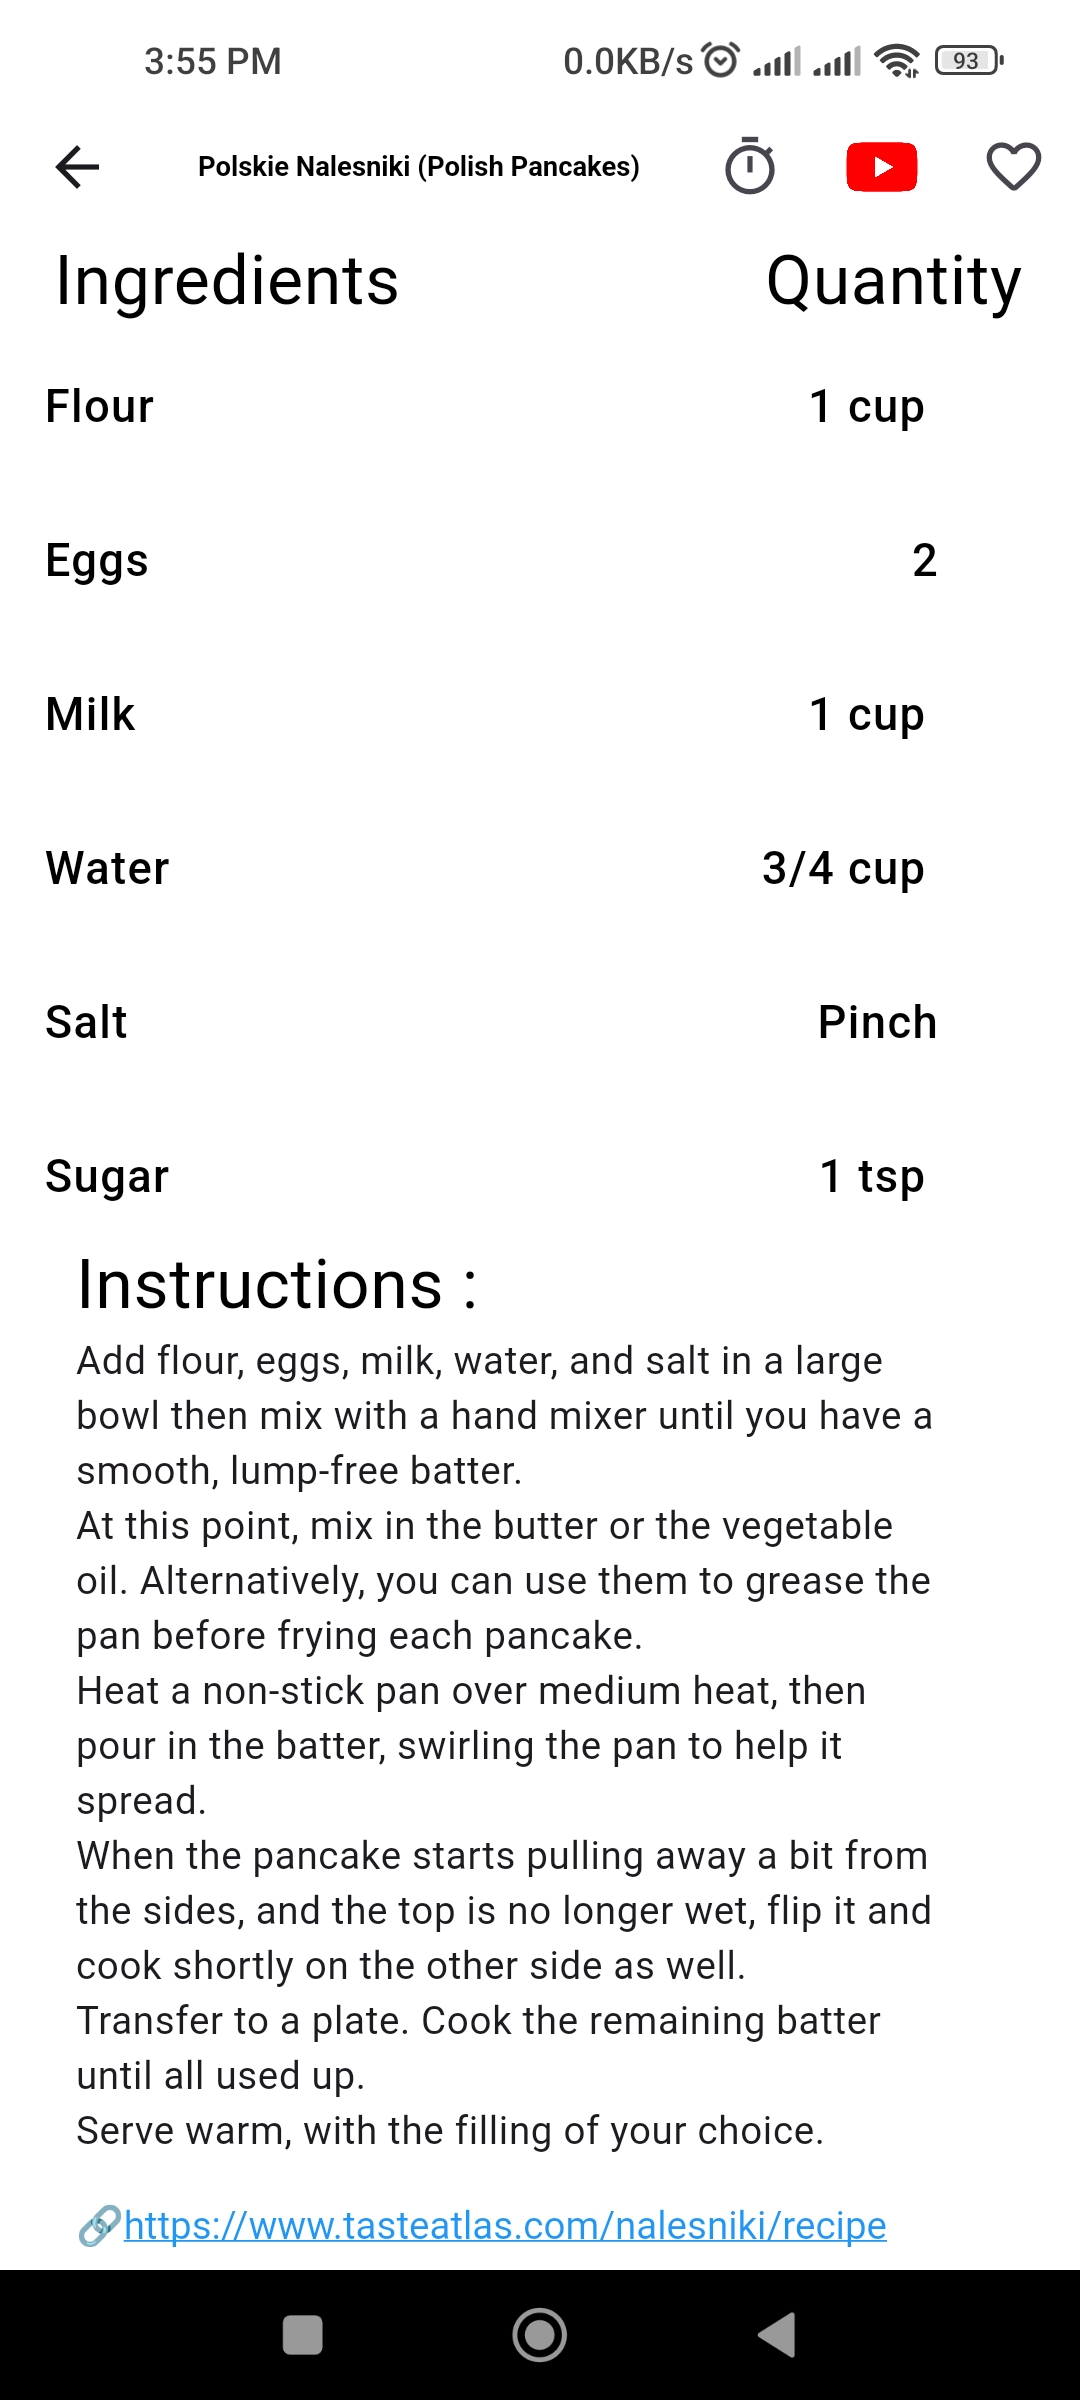 3:55 PM 0.0KB/s 93
Polskie Nalesniki (Polish Pancakes)
Ingredients Quantity
Flour 1 cup
Eggs 2
Milk 1 cup
Water 3/4 cup
Salt Pinch
Sugar 1 tsp
Instructions :
Add flour, eggs, milk, water, and salt in a large
bowl then mix with a hand mixer until you have a
smooth, lump-free batter.
At this point, mix in the butter or the vegetable
oil. Alternatively, you can use them to grease the
pan before frying each pancake.
Heat a non-stick pan over medium heat, then
pour in the batter, swirling the pan to help it
spread.
When the pancake starts pulling away a bit from
the sides, and the top is no longer wet, flip it and
cook shortly on the other side as well.
Transfer to a plate. Cook the remaining batter
until all used up.
Serve warm, with the filling of your choice.
🔗https://www.tasteatlas.com/nalesniki/recipe